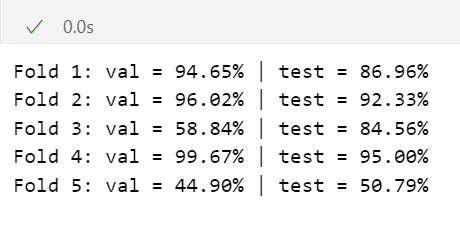 0.0s
Fold 1: val = 94.65% | test = 86.96%
Fold 2: val = 96.02% | test = 92.33%
Fold 3: val = 58.84% | test = 84.56%
Fold 4: val = 99.67% | test = 95.00%
Fold 5: val = 44.90% | test = 50.79%